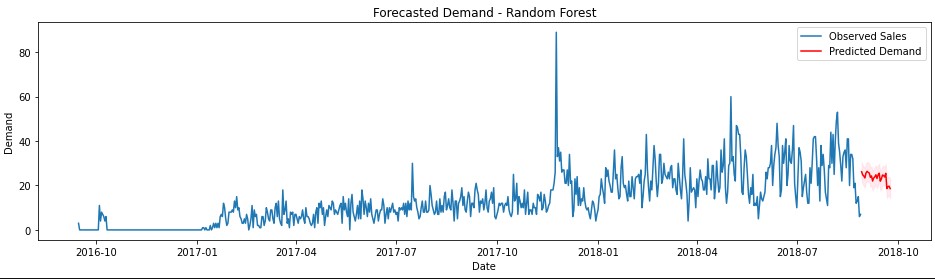 Forecasted Demand - Random Forest
Observed Sales
Predicted Demand
80
60
40
20
0
Demand
2016-10
2017-01
2017-04
2017-07
2017-10
2018-01
2018-04
2018-07
2018-10
Date